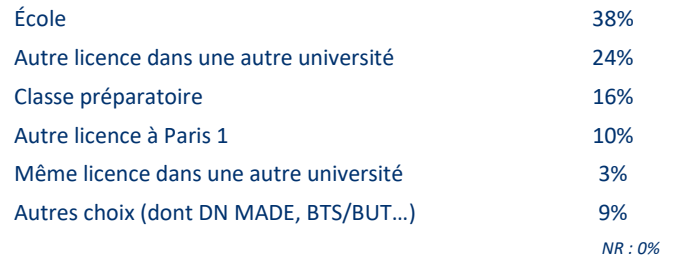 École 38%
Autre licence dans une autre université 24%
Classe préparatoire 16%
Autre licence à Paris 1 10%
Même licence dans une autre université 3%
Autres choix (dont DN MADE, BTS/BUT…) 9%
NR : 0%